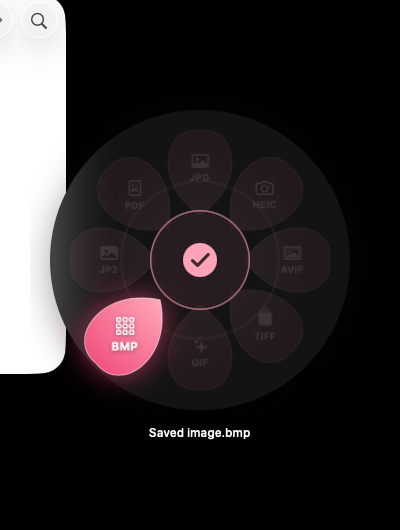 JPG
PDF
HEIC
JP2
AVIF
BMP
TIFF
GIF
Saved image.bmp